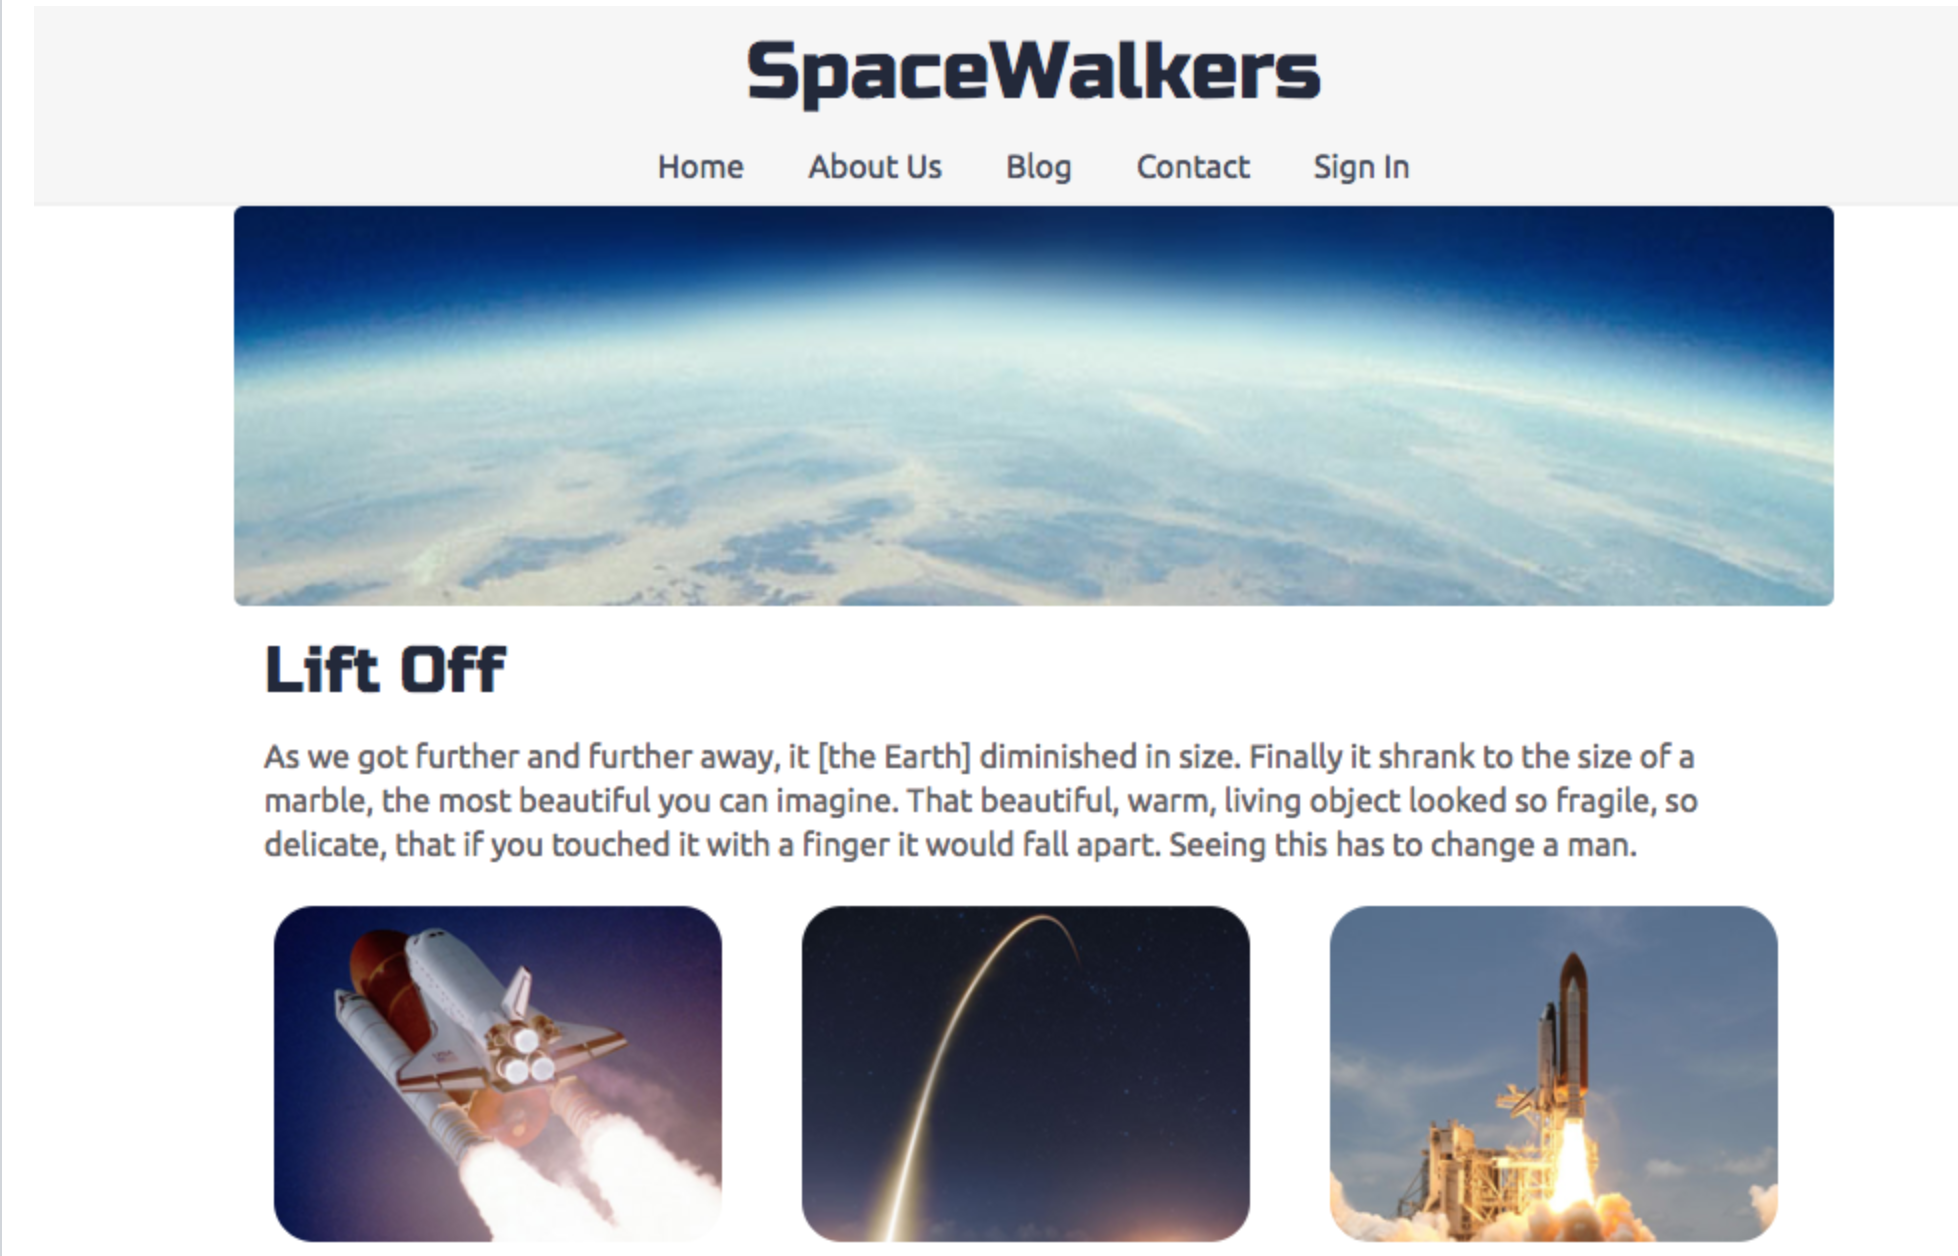 SpaceWalkers
Home About Us Blog Contact Sign In
Lift Off
As we got further and further away, it [the Earth] diminished in size. Finally it shrank to the size of a
marble, the most beautiful you can imagine. That beautiful, warm, living object looked so fragile, so
delicate, that if you touched it with a finger it would fall apart. Seeing this has to change a man.